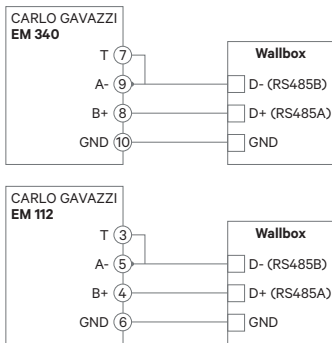 CARLO GAVAZZI
EM 340
T 7
A- 9
B+ 8
GND 10
Wallbox
D- (RS485B)
D+ (RS485A)
GND
CARLO GAVAZZI
EM 112
T 3
A- 5
B+ 4
GND 6
Wallbox
D- (RS485B)
D+ (RS485A)
GND